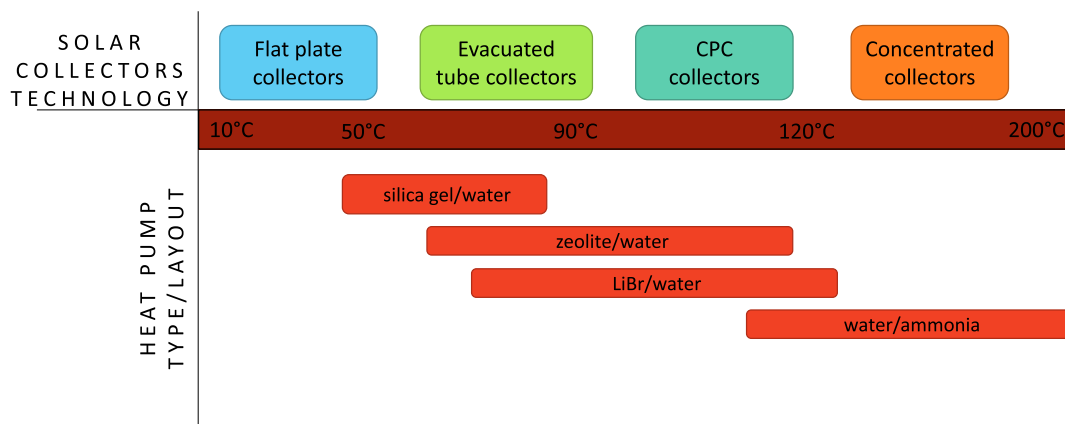 SOLAR
COLLECTORS
TECHNOLOGY
Flat plate
collectors
Evacuated
tube collectors
CPC
collectors
Concentrated
collectors
10°C
50°C
90°C
120°C
200°C
HEAT PUMP
TYPE/LAYOUT
silica gel/water
zeolite/water
LiBr/water
water/ammonia